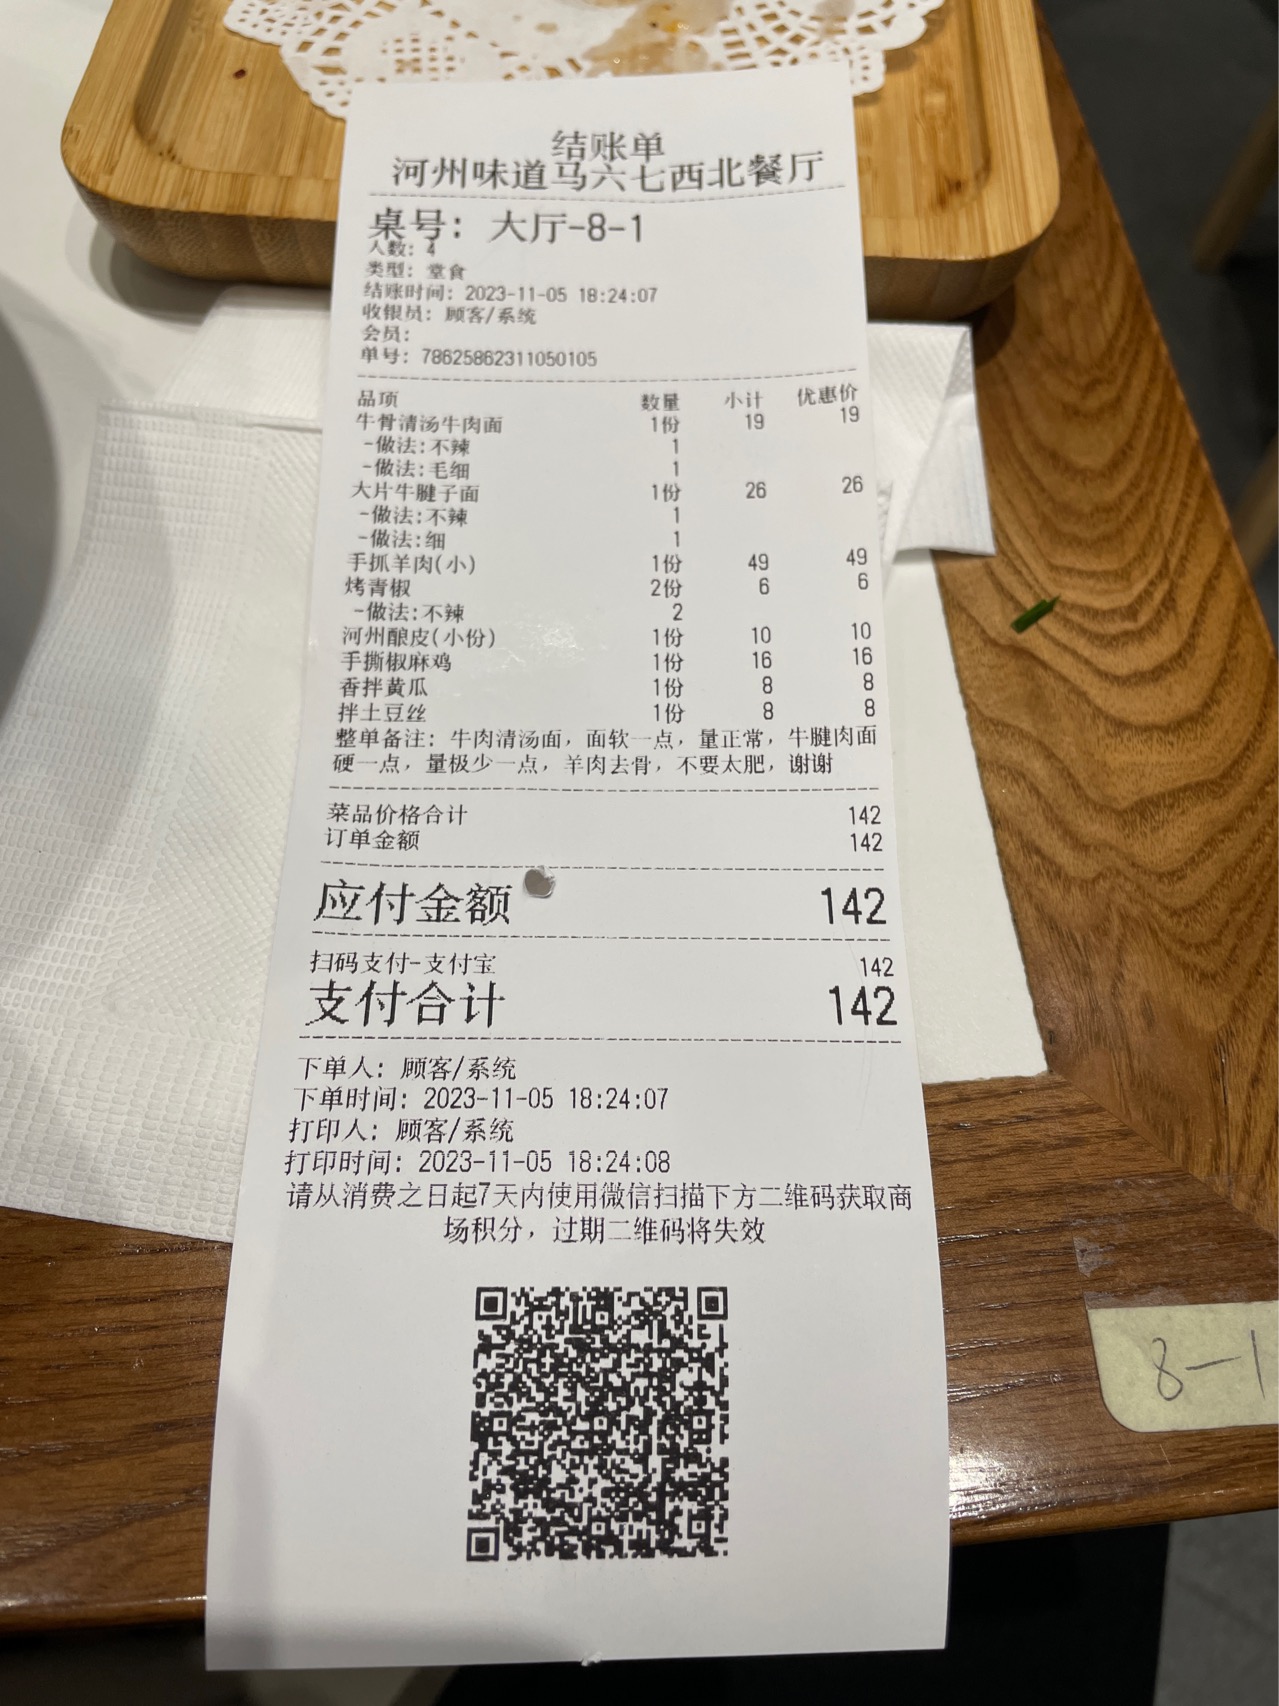 结账单
河州味道马六七西北餐厅
桌号：大厅-8-1
人数：4
类型：堂食
结账时间：2023-11-05 18:24:07
收银员：顾客/系统
会员：
单号：78625862311050105
品项 数量 小计 优惠价
牛骨清汤牛肉面 1份 19 19
-做法:不辣 1
-做法:毛细 1
大片牛腱子面 1份 26 26
-做法:不辣 1
-做法:细 1
手抓羊肉(小) 1份 49 49
烤青椒 2份 6 6
-做法:不辣 2
河州酿皮(小份) 1份 10 10
手撕椒麻鸡 1份 16 16
香拌黄瓜 1份 8 8
拌土豆丝 1份 8 8
整单备注：牛肉清汤面，面软一点，量正常，牛腱肉面
硬一点，量极少一点，羊肉去骨，不要太肥，谢谢
菜品价格合计 142
订单金额 142
应付金额 142
扫码支付-支付宝 142
支付合计 142
下单人：顾客/系统
下单时间：2023-11-05 18:24:07
打印人：顾客/系统
打印时间：2023-11-05 18:24:08
请从消费之日起7天内使用微信扫描下方二维码获取商
场积分，过期二维码将失效
8-1